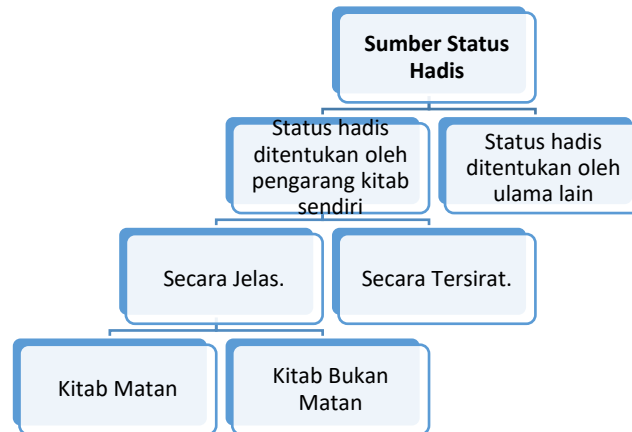 Sumber Status
Hadis
Status hadis
ditentukan oleh
pengarang kitab
sendiri
Status hadis
ditentukan oleh
ulama lain
Secara Jelas.
Secara Tersirat.
Kitab Matan
Kitab Bukan
Matan